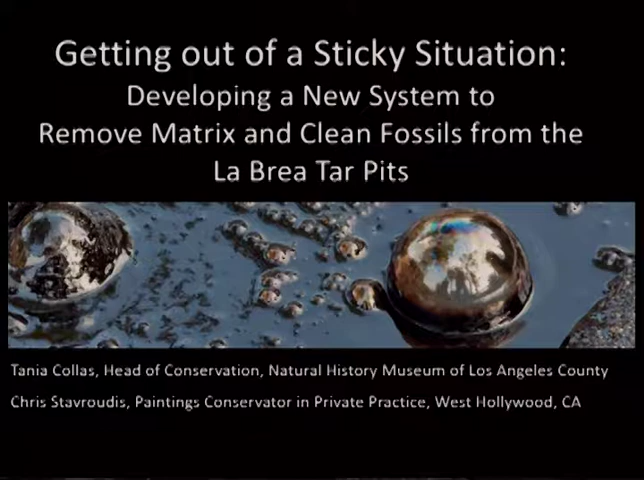 Getting out of a Sticky Situation:
Developing a New System to
Remove Matrix and Clean Fossils from the
La Brea Tar Pits
Tania Collas, Head of Conservation, Natural History Museum of Los Angeles County
Chris Stavroudis, Paintings Conservator in Private Practice, West Hollywood, CA